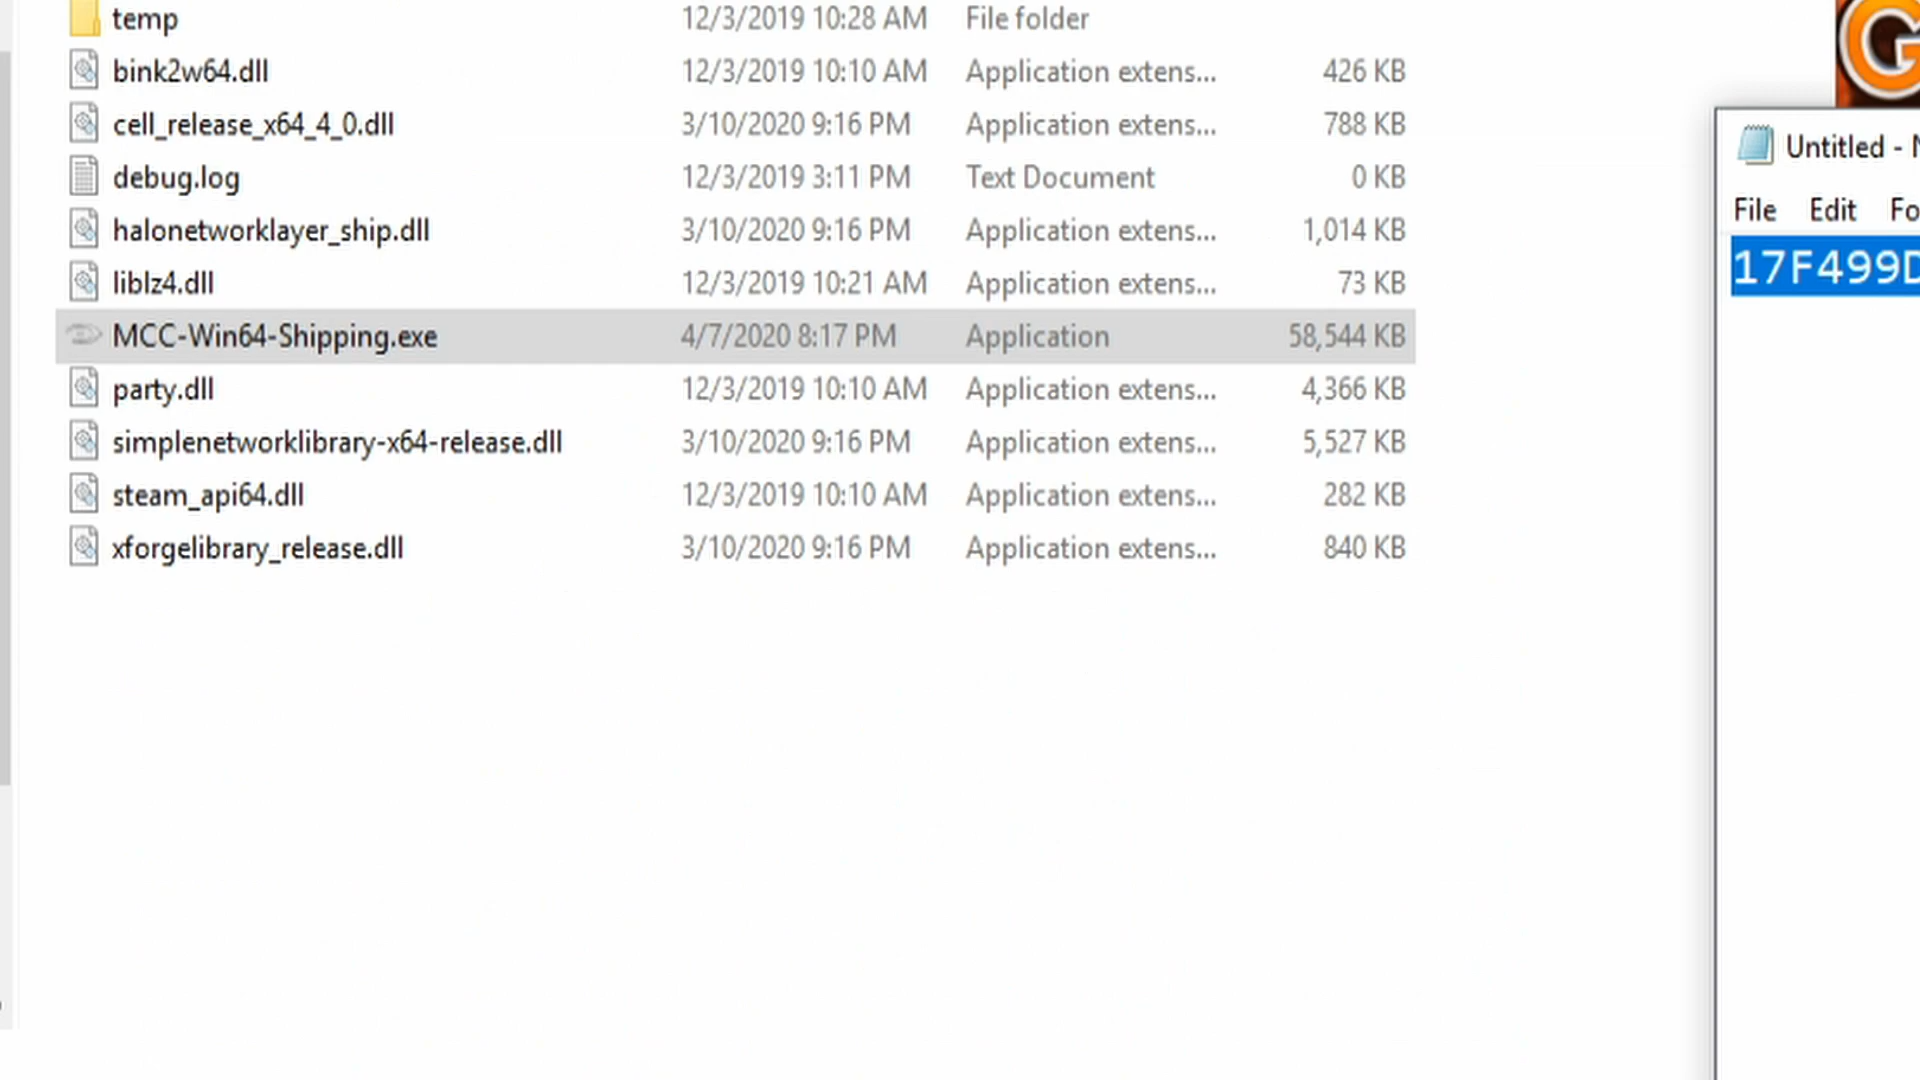 temp 12/3/2019 10:28 AM File folder
bink2w64.dll 12/3/2019 10:10 AM Application extens... 426 KB
cell_release_x64_4_0.dll 3/10/2020 9:16 PM Application extens... 788 KB
debug.log 12/3/2019 3:11 PM Text Document 0 KB
halonetworklayer_ship.dll 3/10/2020 9:16 PM Application extens... 1,014 KB
liblz4.dll 12/3/2019 10:21 AM Application extens... 73 KB
MCC-Win64-Shipping.exe 4/7/2020 8:17 PM Application 58,544 KB
party.dll 12/3/2019 10:10 AM Application extens... 4,366 KB
simplenetworklibrary-x64-release.dll 3/10/2020 9:16 PM Application extens... 5,527 KB
steam_api64.dll 12/3/2019 10:10 AM Application extens... 282 KB
xforgelibrary_release.dll 3/10/2020 9:16 PM Application extens... 840 KB
G
Untitled -
File Edit Fo
17F499D